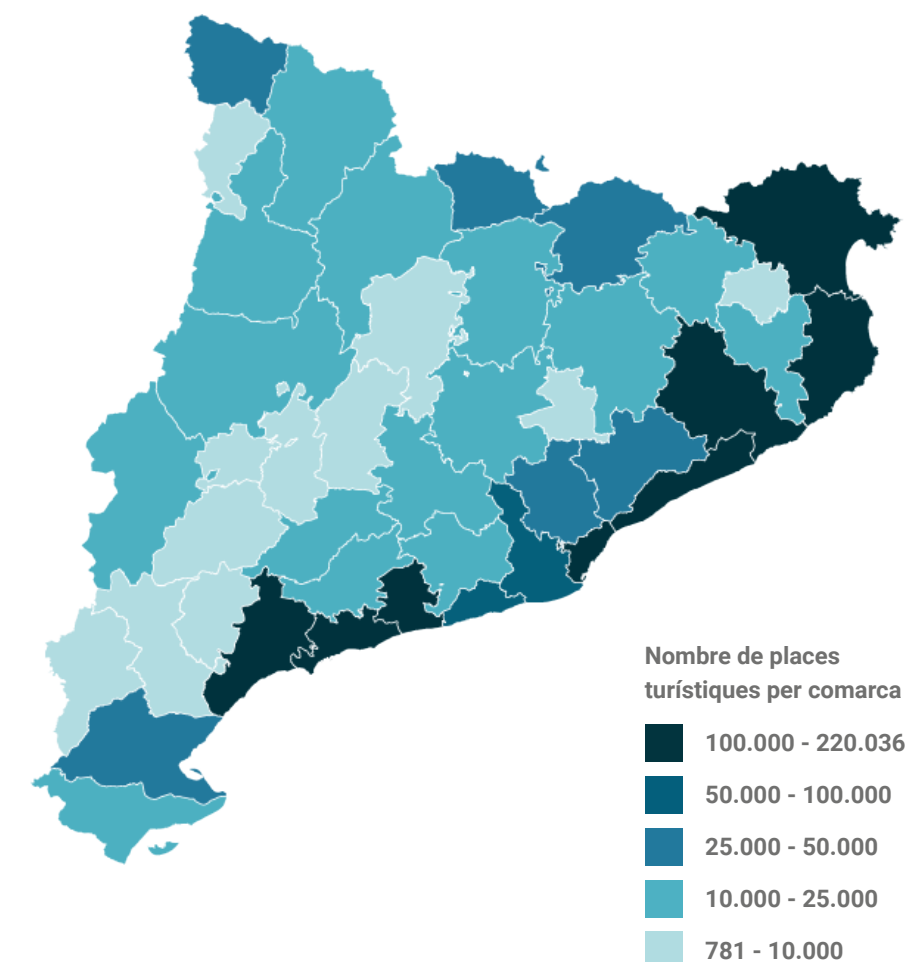 Nombre de places
turístiques per comarca
100.000 - 220.036
50.000 - 100.000
25.000 - 50.000
10.000 - 25.000
781 - 10.000